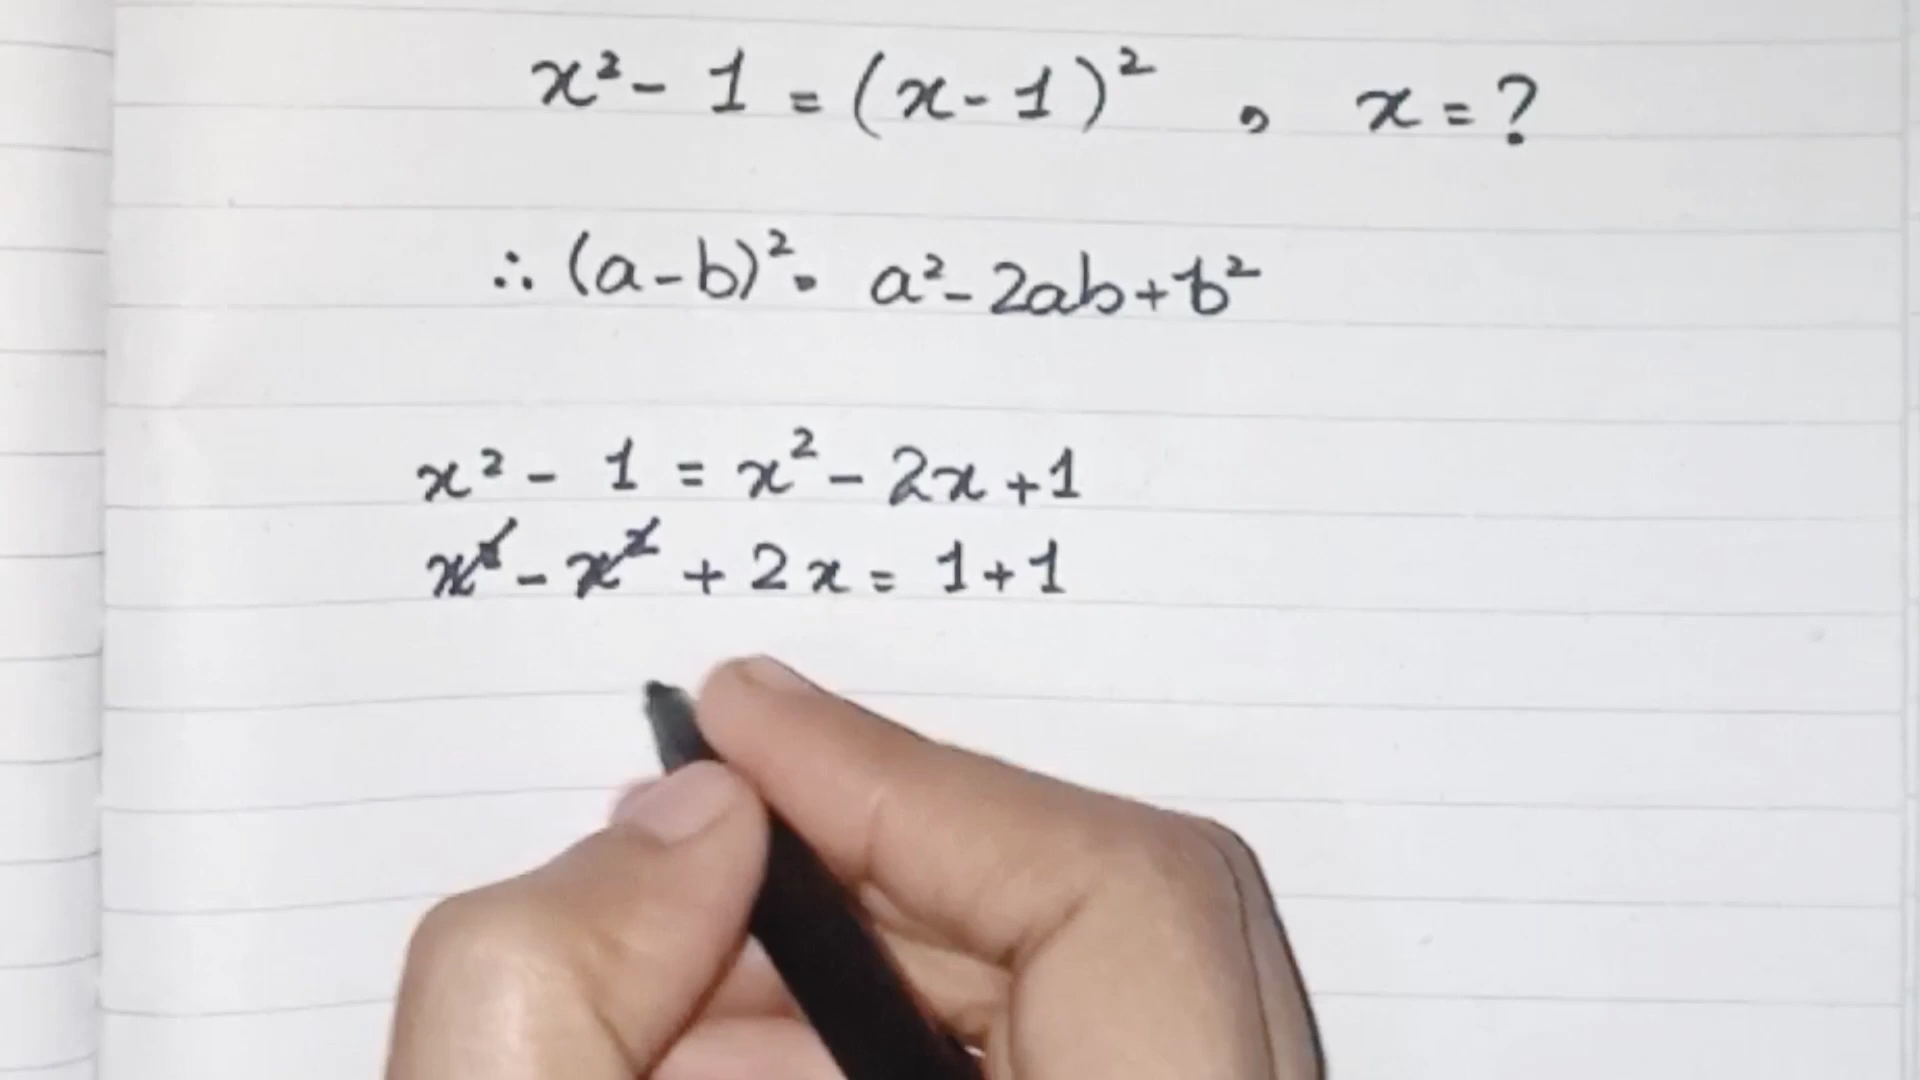 x² - 1 = (x - 1)² , x = ?
∴ (a - b)² = a² - 2ab + b²
x² - 1 = x² - 2x + 1
x² - x² + 2x = 1 + 1